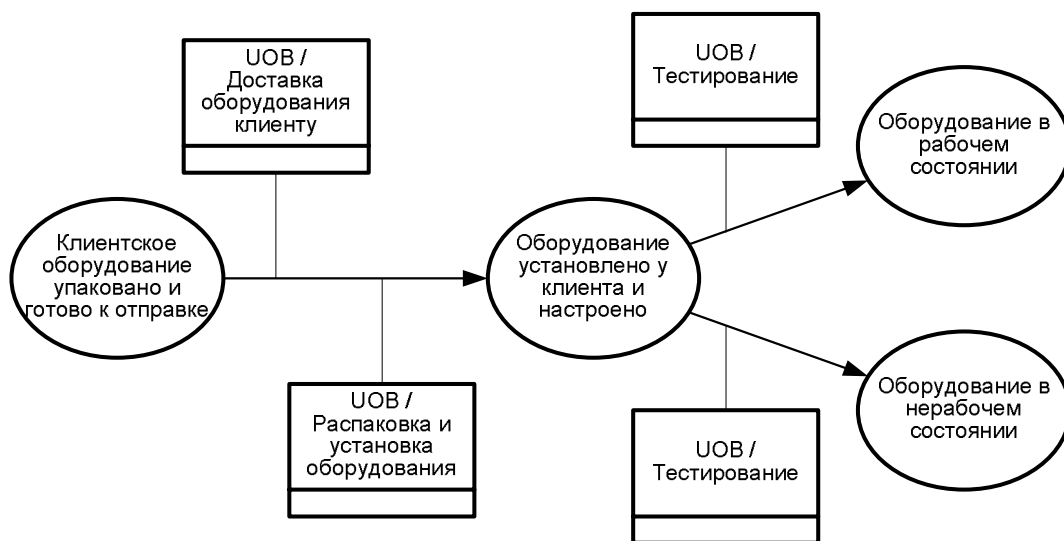 UOB /
Доставка
оборудования
клиенту
UOB /
Тестирование
Оборудование в
рабочем
состоянии
Клиентское
оборудование
упаковано и
готово к отправке
Оборудование
установлено у
клиента и
настроено
UOB /
Распаковка и
установка
оборудования
UOB /
Тестирование
Оборудование в
нерабочем
состоянии